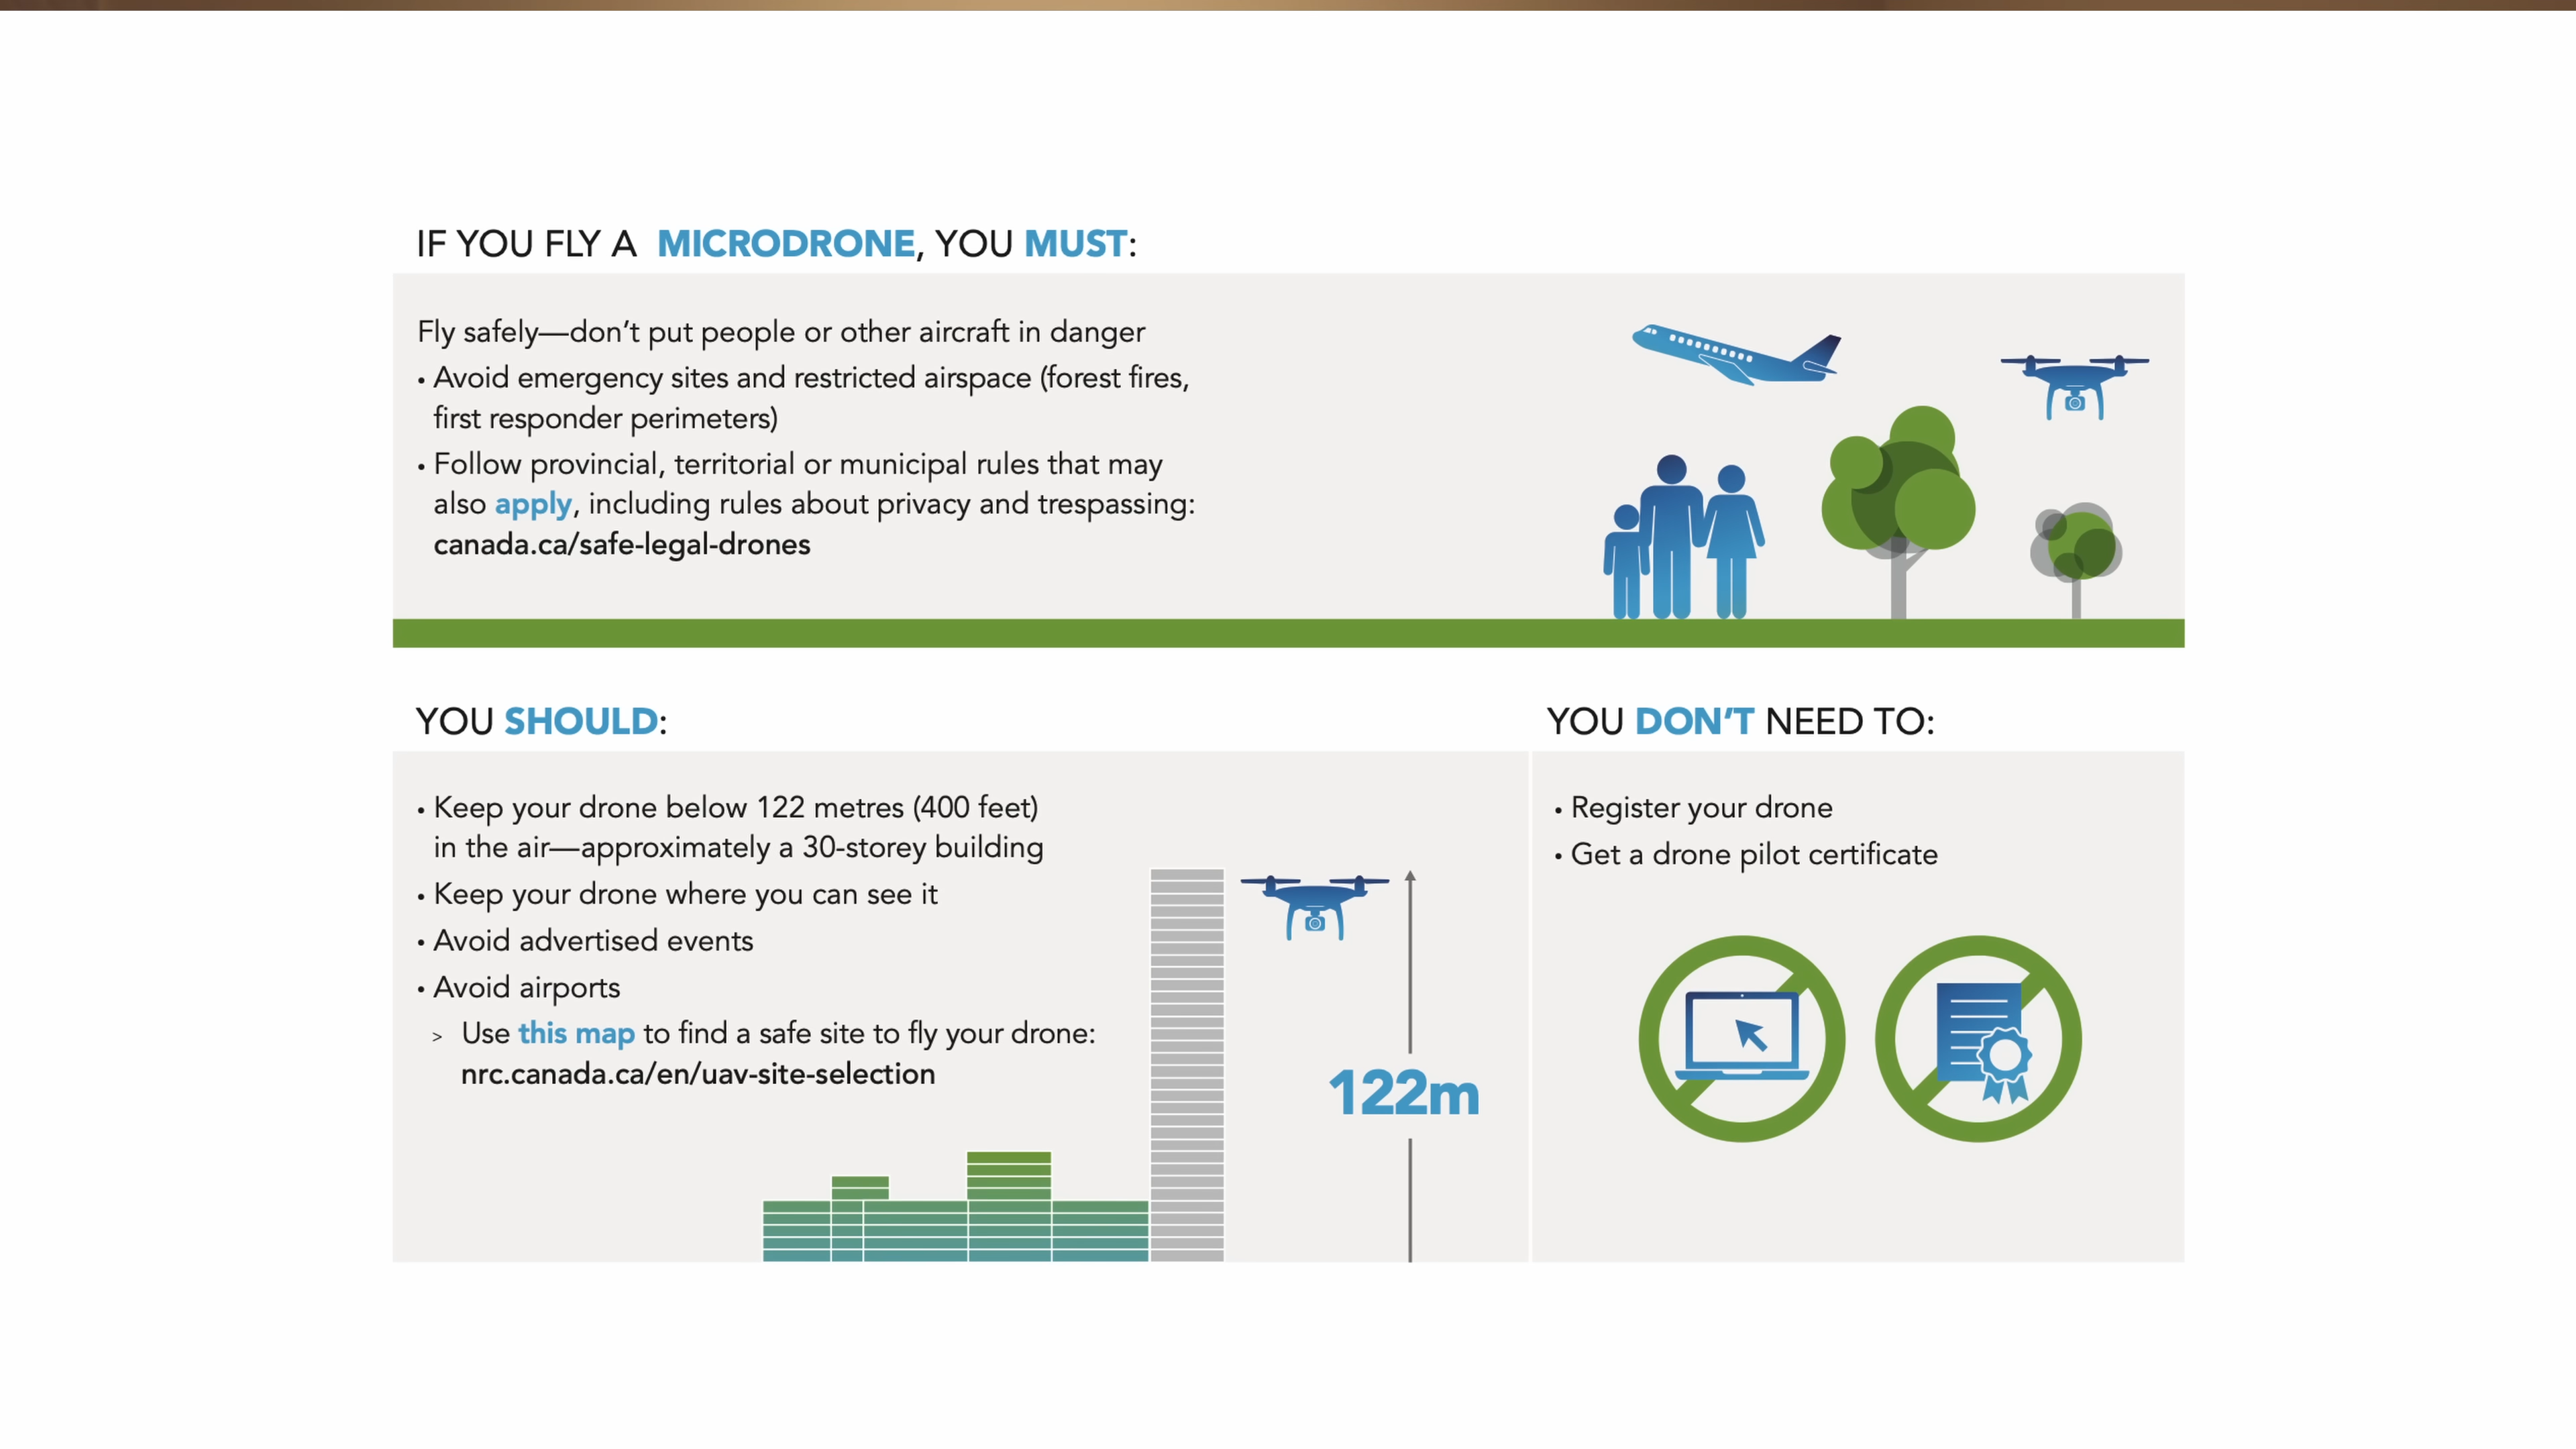 IF YOU FLY A MICRODRONE, YOU MUST:
Fly safely—don't put people or other aircraft in danger
• Avoid emergency sites and restricted airspace (forest fires,
first responder perimeters)
• Follow provincial, territorial or municipal rules that may
also apply, including rules about privacy and trespassing:
canada.ca/safe-legal-drones
YOU SHOULD:
• Keep your drone below 122 metres (400 feet)
in the air—approximately a 30-storey building
• Keep your drone where you can see it
• Avoid advertised events
• Avoid airports
> Use this map to find a safe site to fly your drone:
nrc.canada.ca/en/uav-site-selection
122m
YOU DON'T NEED TO:
• Register your drone
• Get a drone pilot certificate